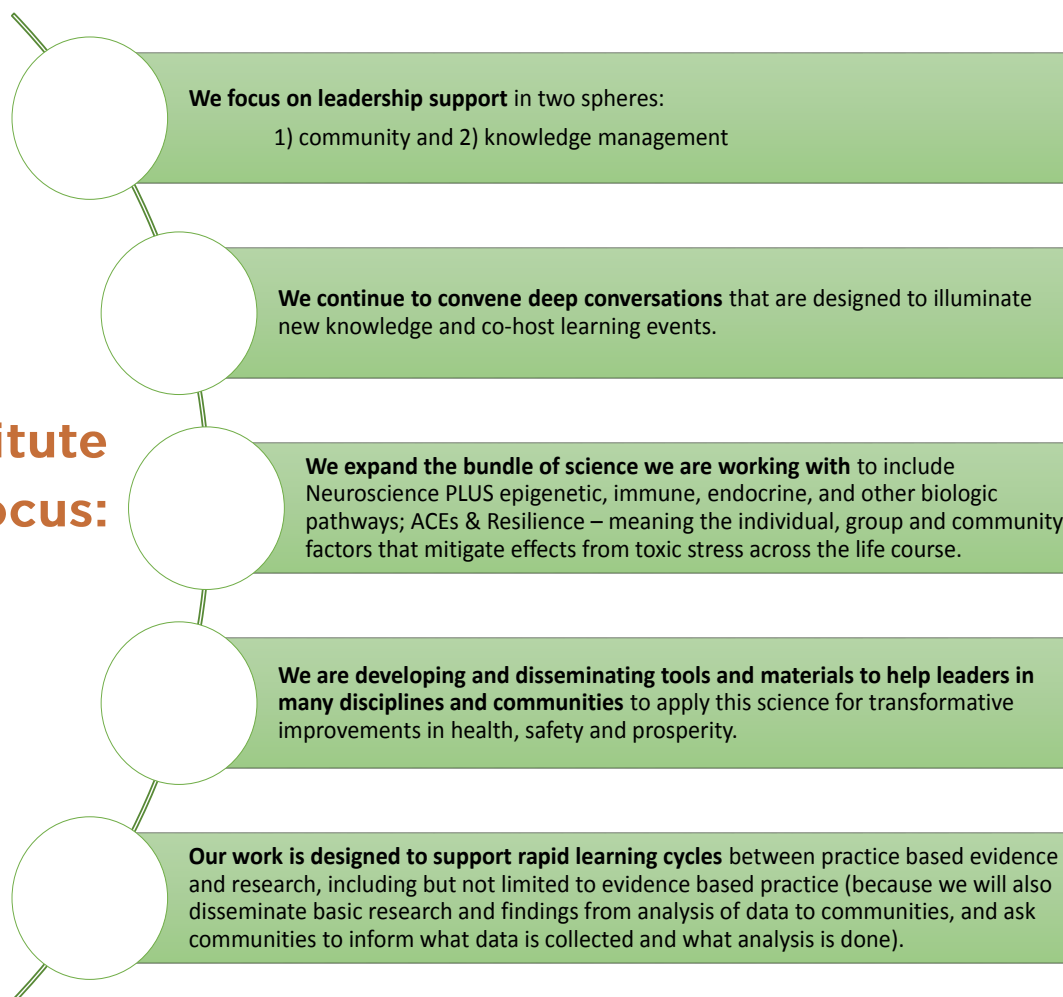 We focus on leadership support in two spheres:
1) community and 2) knowledge management
We continue to convene deep conversations that are designed to illuminate
new knowledge and co-host learning events.
itute
ocus:
We expand the bundle of science we are working with to include
Neuroscience PLUS epigenetic, immune, endocrine, and other biologic
pathways; ACEs & Resilience – meaning the individual, group and community
factors that mitigate effects from toxic stress across the life course.
We are developing and disseminating tools and materials to help leaders in
many disciplines and communities to apply this science for transformative
improvements in health, safety and prosperity.
Our work is designed to support rapid learning cycles between practice based evidence
and research, including but not limited to evidence based practice (because we will also
disseminate basic research and findings from analysis of data to communities, and ask
communities to inform what data is collected and what analysis is done).